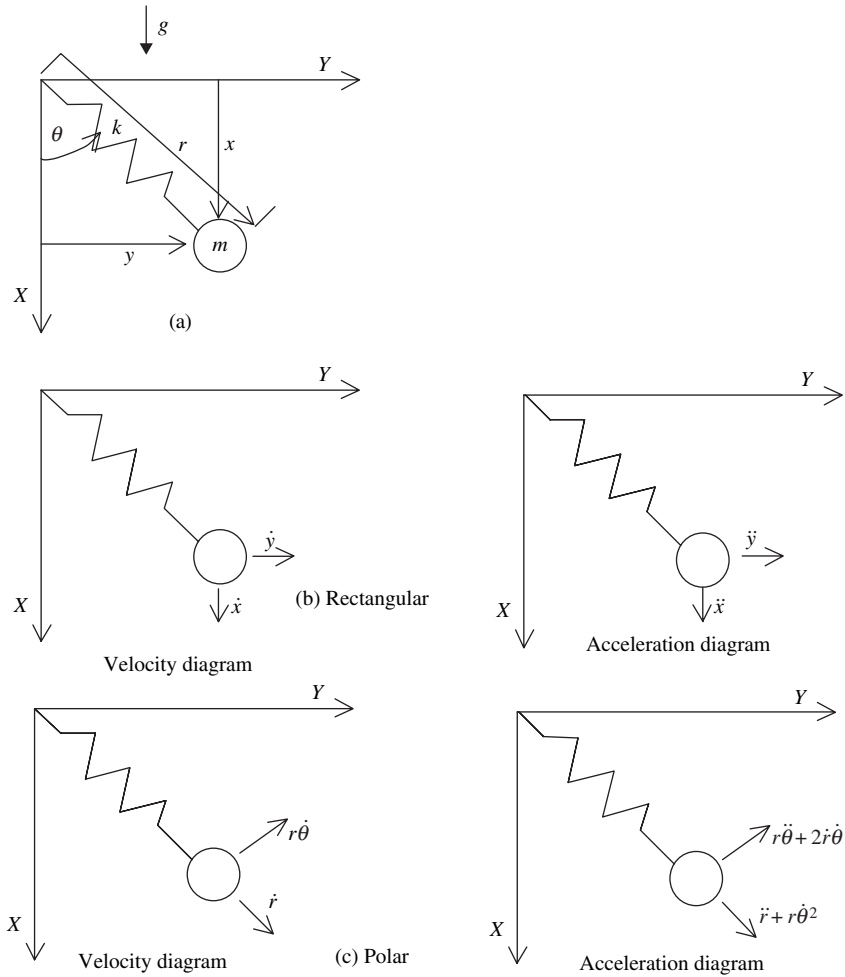 g
Y
θ
k
r
x
m
y
X
(a)
Y
ẏ
ẋ
X
(b) Rectangular
Velocity diagram
Y
ÿ
ẍ
X
Acceleration diagram
Y
rθ̇
ṙ
X
Velocity diagram
(c) Polar
Y
rθ̈ + 2ṙθ̇
r̈ + rθ̇²
X
Acceleration diagram